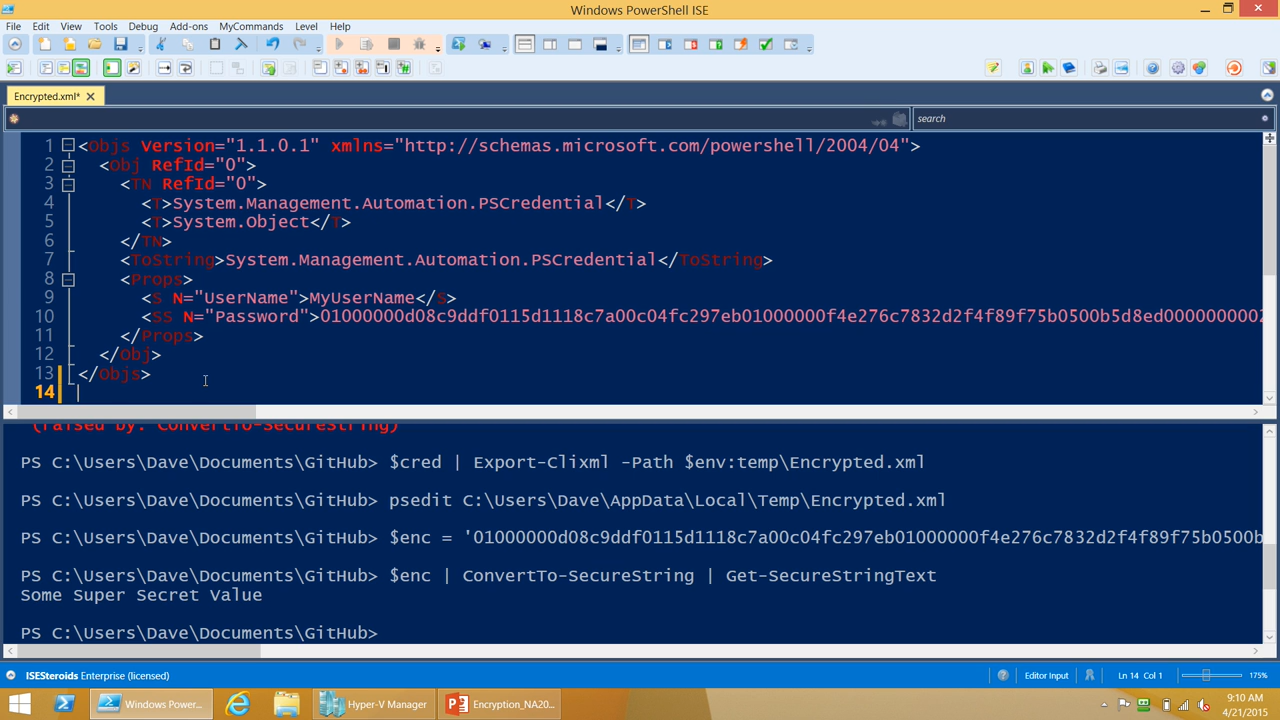 Windows PowerShell ISE
File Edit View Tools Debug Add-ons MyCommands Level Help
Encrypted.xml*
search
1 <Objs Version="1.1.0.1" xmlns="http://schemas.microsoft.com/powershell/2004/04">
2 <Obj RefId="0">
3 <TN RefId="0">
4 <T>System.Management.Automation.PSCredential</T>
5 <T>System.Object</T>
6 </TN>
7 <ToString>System.Management.Automation.PSCredential</ToString>
8 <Props>
9 <S N="UserName">MyUserName</S>
10 <SS N="Password">01000000d08c9ddf0115d1118c7a00c04fc297eb01000000f4e276c7832d2f4f89f75b0500b5d8ed0000000002
11 </Props>
12 </Obj>
13 </Objs>
14
(raised by: ConvertTo-SecureString)
PS C:\Users\Dave\Documents\GitHub> $cred | Export-Clixml -Path $env:temp\Encrypted.xml
PS C:\Users\Dave\Documents\GitHub> psedit C:\Users\Dave\AppData\Local\Temp\Encrypted.xml
PS C:\Users\Dave\Documents\GitHub> $enc = '01000000d08c9ddf0115d1118c7a00c04fc297eb01000000f4e276c7832d2f4f89f75b0500b
PS C:\Users\Dave\Documents\GitHub> $enc | ConvertTo-SecureString | Get-SecureStringText
Some Super Secret Value
PS C:\Users\Dave\Documents\GitHub>
ISESteroids Enterprise (licensed)
Editor Input
Ln 14 Col 1
175%
Windows Power...
Hyper-V Manager
Encryption_NA20...
9:10 AM
4/21/2015